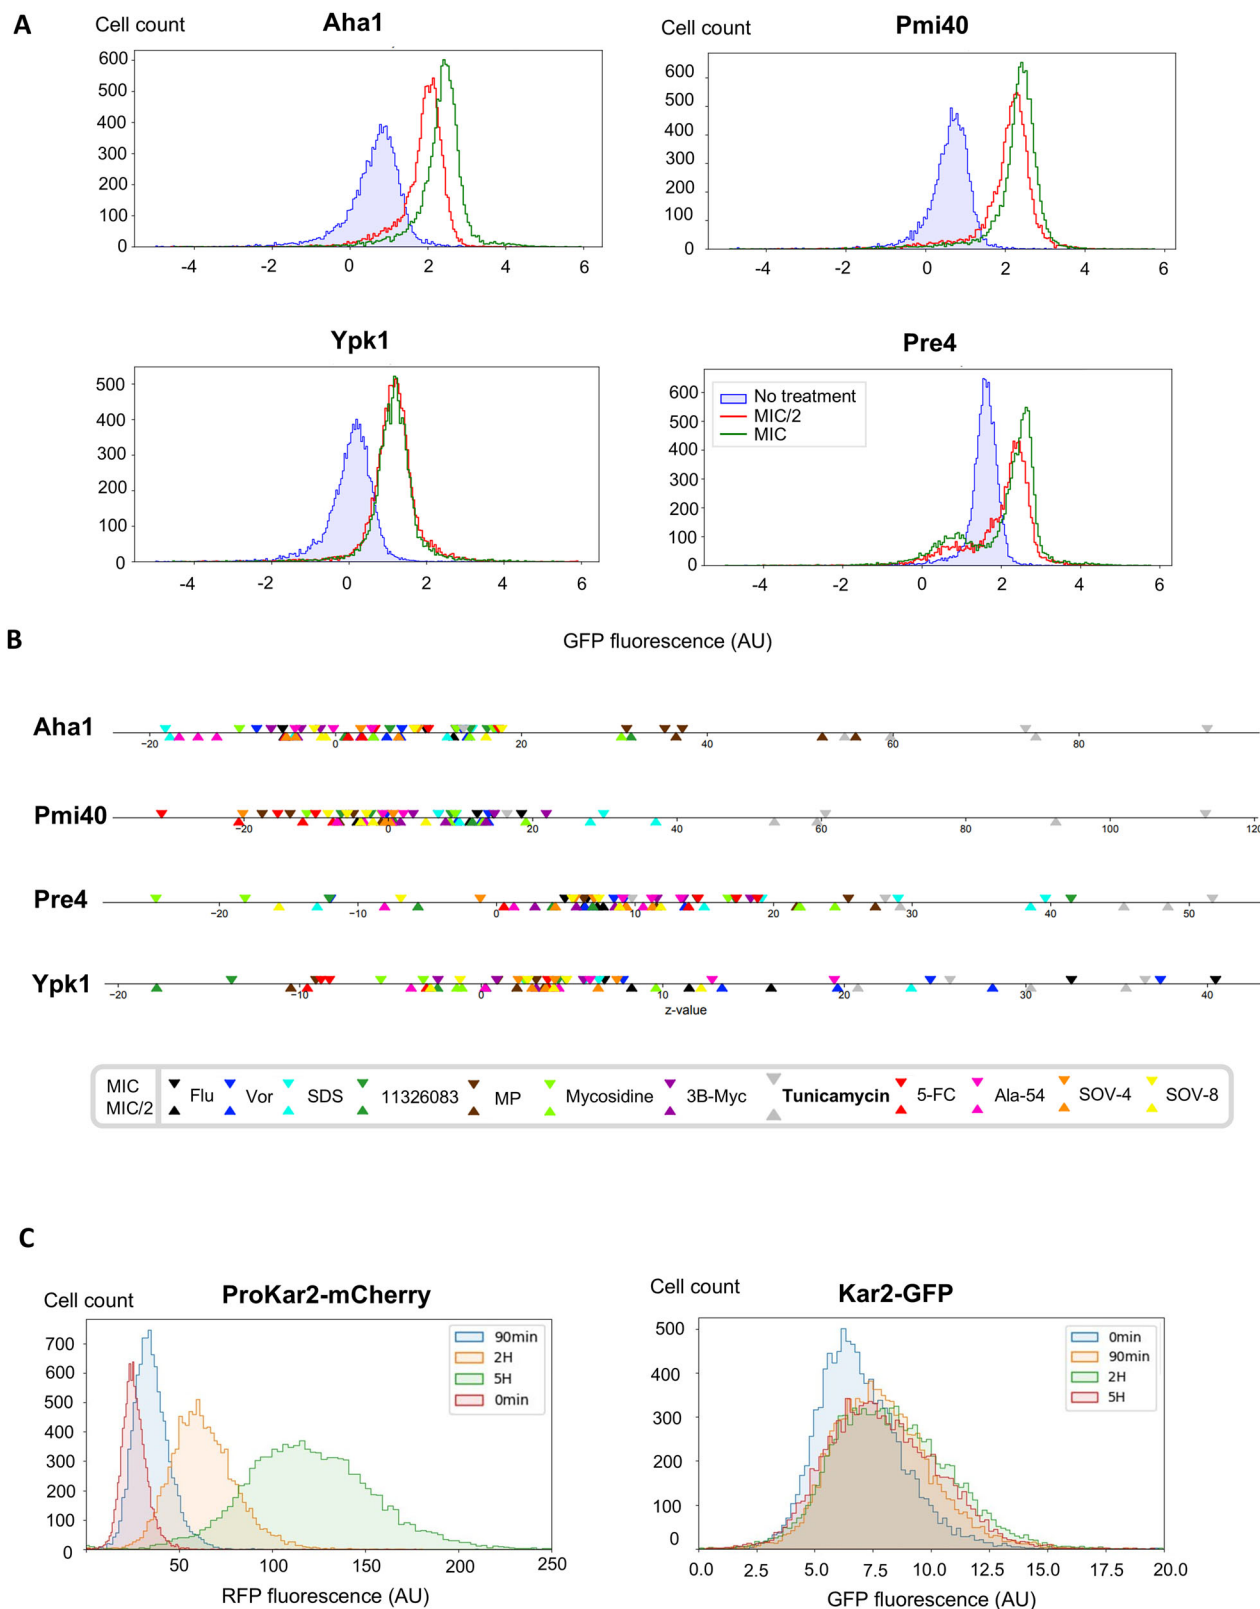 A
Aha1
Cell count
600
500
400
300
200
100
0
-4 -2 0 2 4 6
Pmi40
Cell count
600
500
400
300
200
100
0
-4 -2 0 2 4 6
Ypk1
500
400
300
200
100
0
-4 -2 0 2 4 6
Pre4
No treatment
MIC/2
MIC
600
500
400
300
200
100
0
-4 -2 0 2 4 6
GFP fluorescence (AU)
B
Aha1
−20 0 20 40 60 80
Pmi40
−20 0 20 40 60 80 100 120
Pre4
−20 −10 0 10 20 30 40 50
Ypk1
−20 −10 0 10 20 30 40
z-value
MIC
MIC/2
Flu Vor SDS 11326083 MP Mycosidine 3B-Myc Tunicamycin 5-FC Ala-54 SOV-4 SOV-8
C
ProKar2-mCherry
Cell count
700
600
500
400
300
200
100
0
90min
2H
5H
0min
50 100 150 200 250
RFP fluorescence (AU)
Kar2-GFP
Cell count
500
400
300
200
100
0
0min
90min
2H
5H
0.0 2.5 5.0 7.5 10.0 12.5 15.0 17.5 20.0
GFP fluorescence (AU)